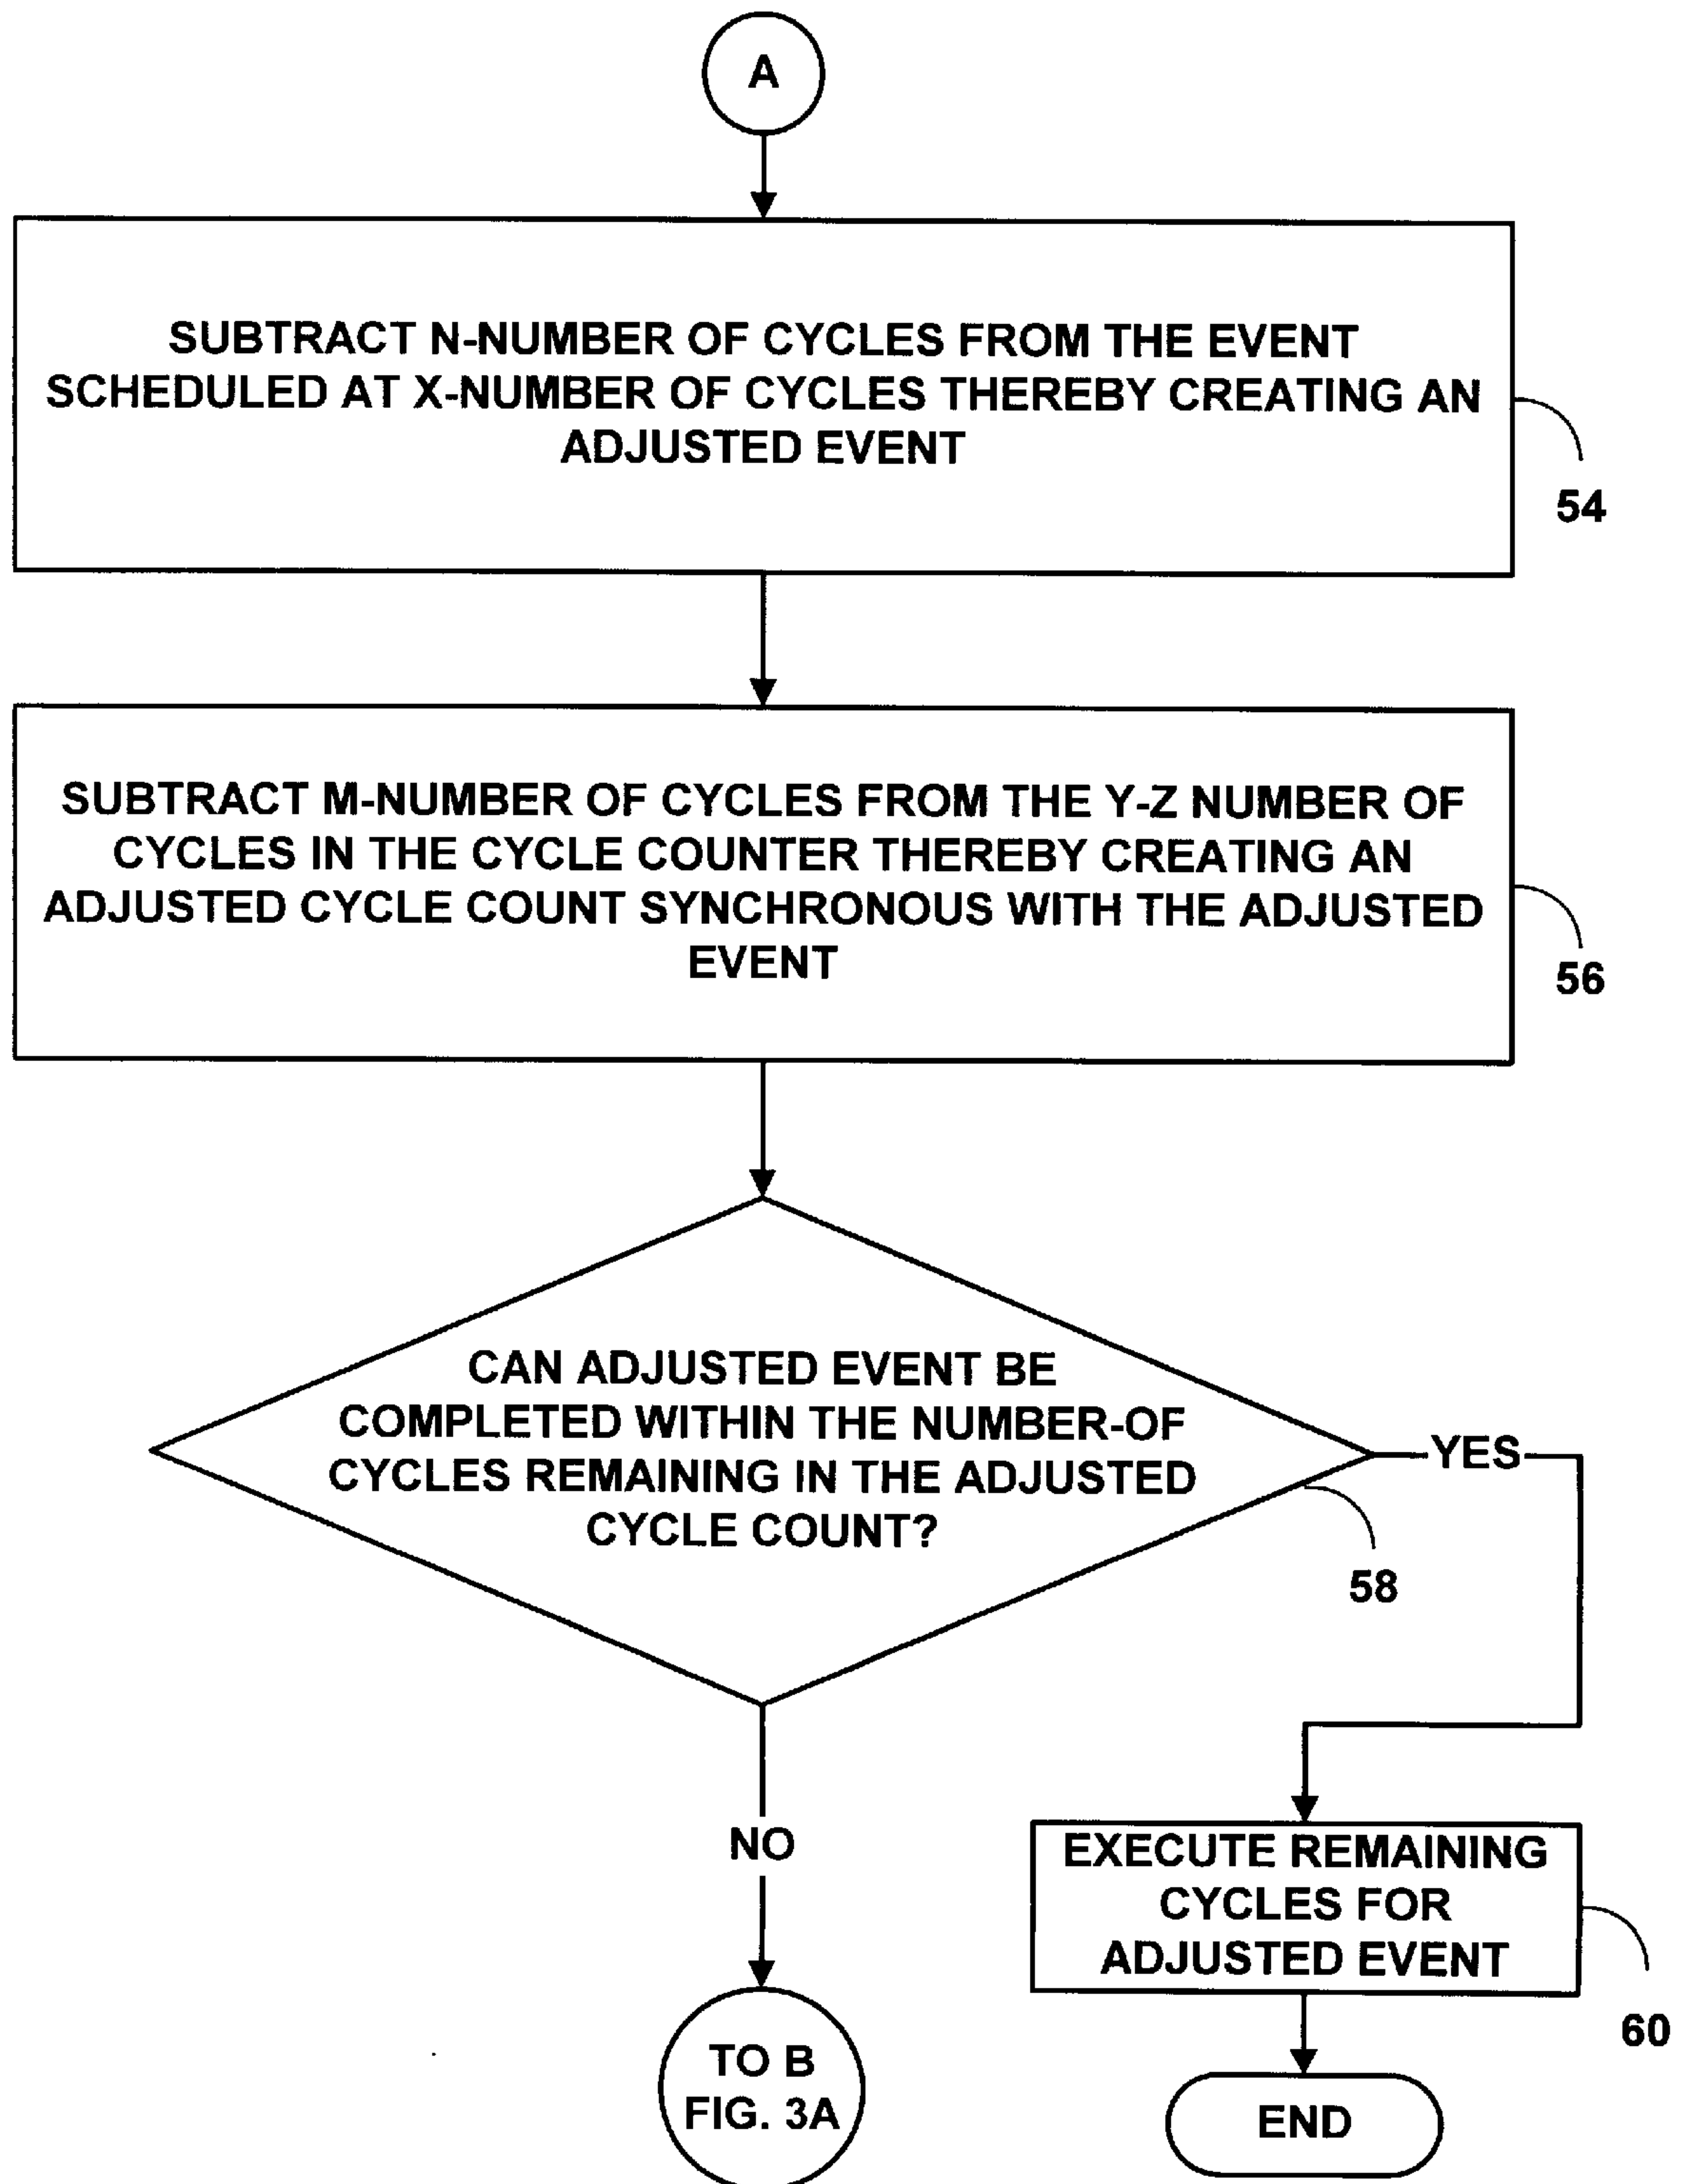 A
SUBTRACT N-NUMBER OF CYCLES FROM THE EVENT
SCHEDULED AT X-NUMBER OF CYCLES THEREBY CREATING AN
ADJUSTED EVENT
54
SUBTRACT M-NUMBER OF CYCLES FROM THE Y-Z NUMBER OF
CYCLES IN THE CYCLE COUNTER THEREBY CREATING AN
ADJUSTED CYCLE COUNT SYNCHRONOUS WITH THE ADJUSTED
EVENT
56
CAN ADJUSTED EVENT BE
COMPLETED WITHIN THE NUMBER-OF
CYCLES REMAINING IN THE ADJUSTED
CYCLE COUNT?
YES
58
NO
EXECUTE REMAINING
CYCLES FOR
ADJUSTED EVENT
60
TO B
FIG. 3A
END